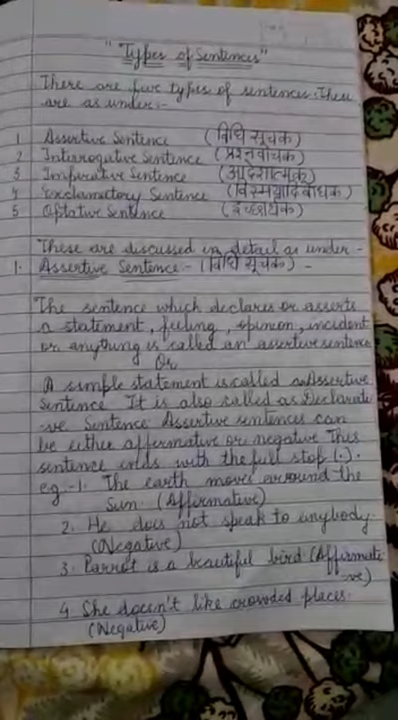 "Types of Sentences"
There are five types of sentences. These
are as under:-
1 Assertive Sentence (विधि सूचक)
2 Interrogative Sentence (प्रश्नवाचक)
3 Imperative Sentence (आदेशात्मक)
4 Exclamatory Sentence (विस्मयादिबोधक)
5 Optative Sentence (इच्छार्थक)
These are discussed in detail as under-
1. Assertive Sentence:- (विधि सूचक) -
The sentence which declares or asserts
a statement, feeling, opinion, incident
or anything is called an assertive sentence
Or
A simple statement is called a Assertive
Sentence It is also called as Declarati
-ve Sentence Assertive sentences can
be either affirmative or negative This
sentence ends with the full stop (.).
e.g -1. The earth moves around the
Sun. (Affirmative)
2. He does not speak to anybody.
(Negative)
3. Parrot is a beautiful bird (Affirmati
-ve)
4 She doesn't like crowded places.
(Negative)